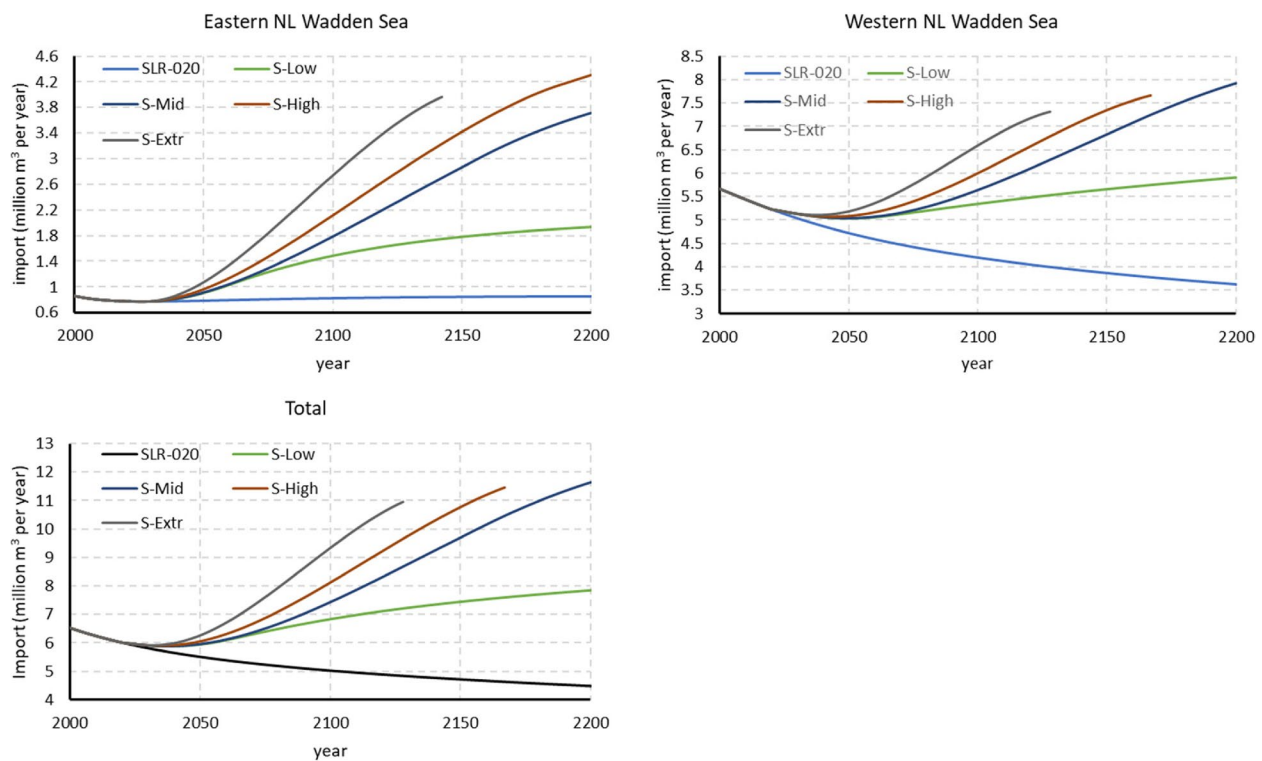 Eastern NL Wadden Sea
import (million m³ per year)
4.6
4.2
3.8
3.4
3
2.6
2.2
1.8
1.4
1
0.6
SLR-020 S-Low
S-Mid S-High
S-Extr
2000 2050 2100 2150 2200
year
Western NL Wadden Sea
import (million m³ per year)
8.5
8
7.5
7
6.5
6
5.5
5
4.5
4
3.5
3
SLR-020 S-Low
S-Mid S-High
S-Extr
2000 2050 2100 2150 2200
year
Total
Import (million m³ per year)
13
12
11
10
9
8
7
6
5
4
SLR-020 S-Low
S-Mid S-High
S-Extr
2000 2050 2100 2150 2200
year